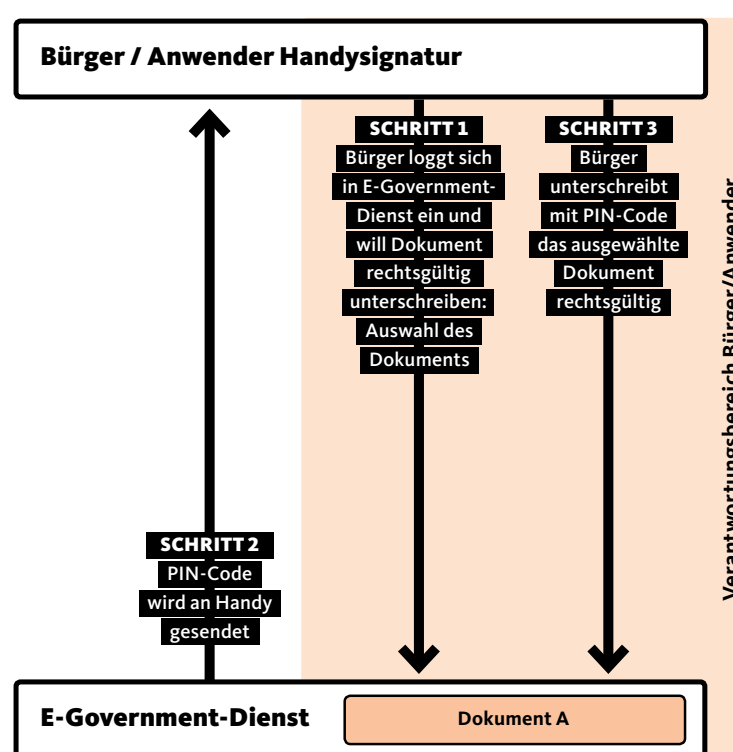 Bürger / Anwender Handysignatur
SCHRITT 1
Bürger loggt sich
in E-Government-
Dienst ein und
will Dokument
rechtsgültig
unterschreiben:
Auswahl des
Dokuments
SCHRITT 3
Bürger
unterschreibt
mit PIN-Code
das ausgewählte
Dokument
rechtsgültig
Verantwortungsbereich Bürger/Anwender
SCHRITT 2
PIN-Code
wird an Handy
gesendet
E-Government-Dienst
Dokument A